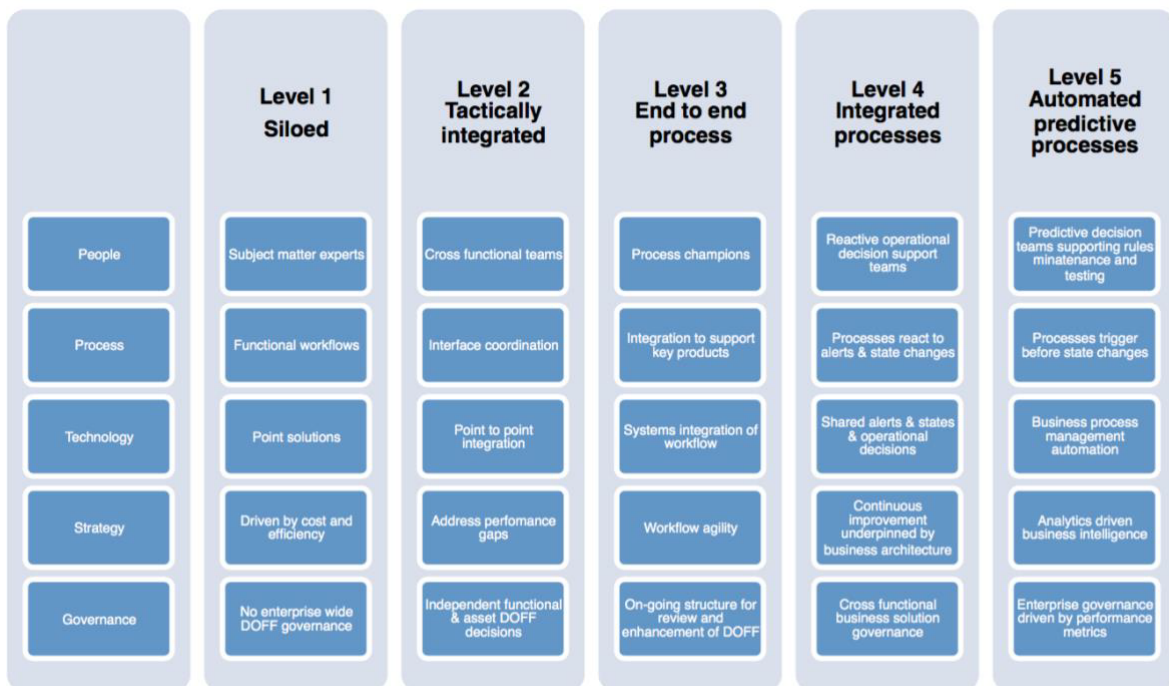 Level 1
Siloed
Level 2
Tactically
integrated
Level 3
End to end
process
Level 4
Integrated
processes
Level 5
Automated
predictive
processes
People
Subject matter experts
Cross functional teams
Process champions
Reactive operational
decision support
teams
Predictive decision
teams supporting rules
minatenance and
testing
Process
Functional workflows
Interface coordination
Integration to support
key products
Processes react to
alerts & state changes
Processes trigger
before state changes
Technology
Point solutions
Point to point
integration
Systems integration of
workflow
Shared alerts & states
& operational
decisions
Business process
management
automation
Strategy
Driven by cost and
efficiency
Address perfomance
gaps
Workflow agility
Continuous
improvement
underpinned by
business architecture
Analytics driven
business intelligence
Governance
No enterprise wide
DOFF governance
Independent functional
& asset DOFF
decisions
On-going structure for
review and
enhancement of DOFF
Cross functional
business solution
governance
Enterprise governance
driven by performance
metrics